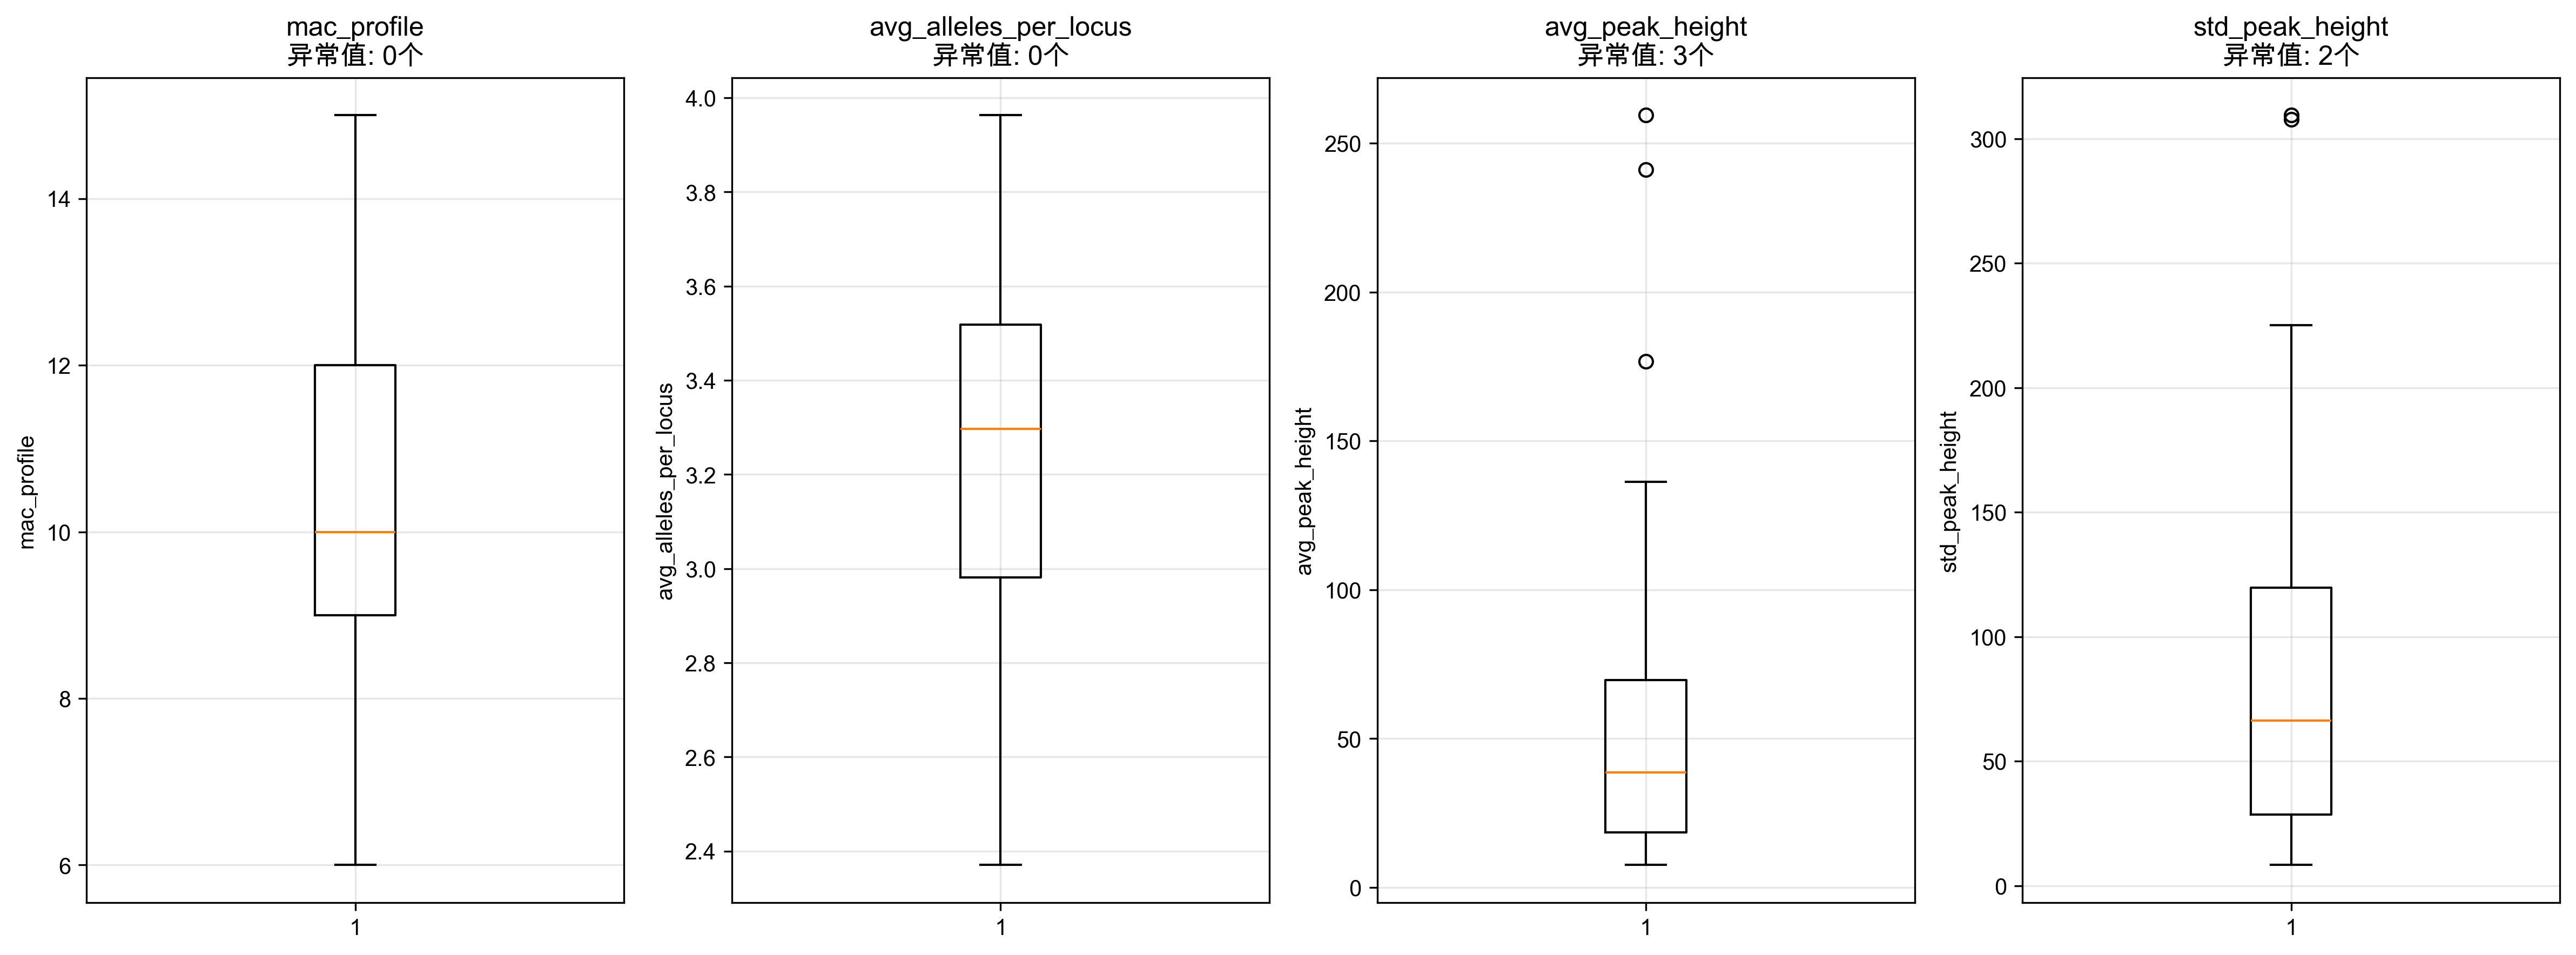 mac_profile
异常值: 0个
mac_profile
14
12
10
8
6
1
avg_alleles_per_locus
异常值: 0个
avg_alleles_per_locus
4.0
3.8
3.6
3.4
3.2
3.0
2.8
2.6
2.4
1
avg_peak_height
异常值: 3个
avg_peak_height
250
200
150
100
50
0
1
std_peak_height
异常值: 2个
std_peak_height
300
250
200
150
100
50
0
1